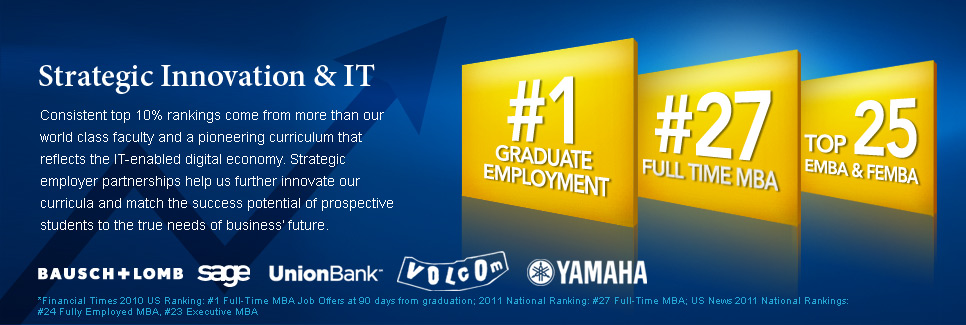 Strategic Innovation & IT
Consistent top 10% rankings come from more than our
world class faculty and a pioneering curriculum that
reflects the IT-enabled digital economy. Strategic
employer partnerships help us further innovate our
curricula and match the success potential of prospective
students to the true needs of business' future.
#1
GRADUATE
EMPLOYMENT
#27
FULL TIME MBA
TOP 25
EMBA & FEMBA
BAUSCH+LOMB sage UnionBank VOLCOM YAMAHA
*Financial Times 2010 US Ranking: #1 Full-Time MBA Job Offers at 90 days from graduation; 2011 National Ranking: #27 Full-Time MBA; US News 2011 National Rankings:
#24 Fully Employed MBA, #23 Executive MBA